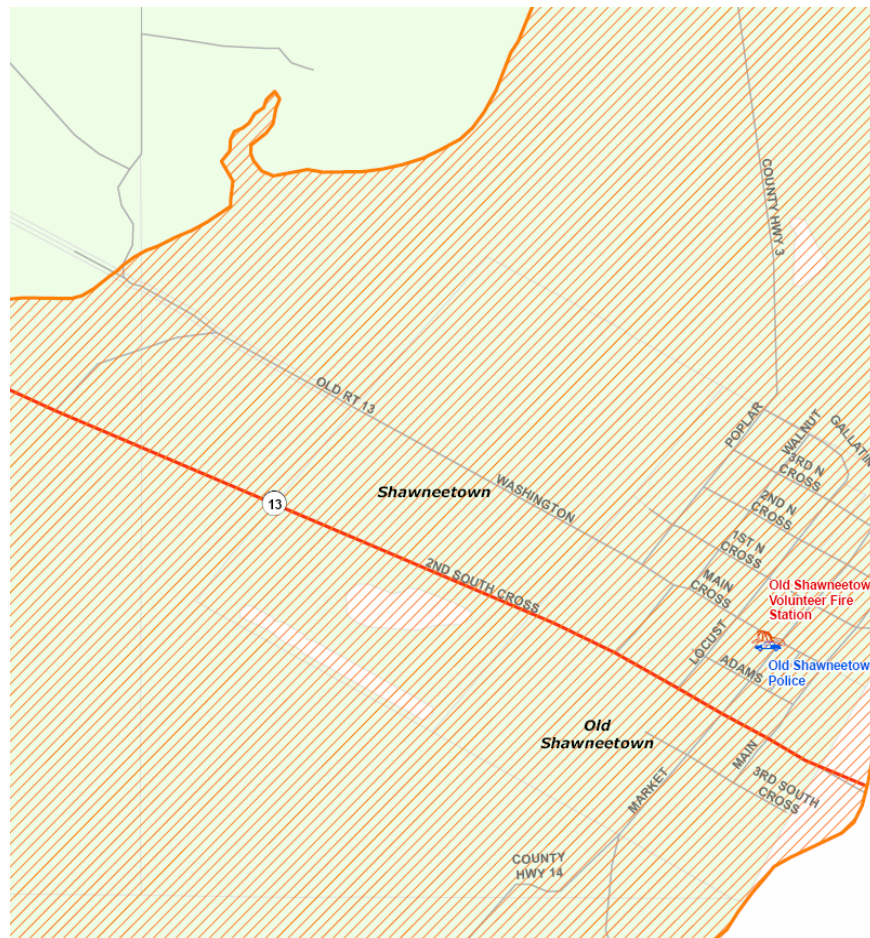 COUNTY HWY 3
OLD RT 13
POPLAR
WALNUT
GALLATIN
3RD N
CROSS
Shawneetown
13
WASHINGTON
2ND N
CROSS
1ST N
CROSS
2ND SOUTH CROSS
MAIN
CROSS
Old Shawneetow
Volunteer Fire
Station
LOCUST
ADAMS
Old Shawneetow
Police
Old
Shawneetown
MAIN
MARKET
3RD SOUTH
CROSS
COUNTY
HWY 14